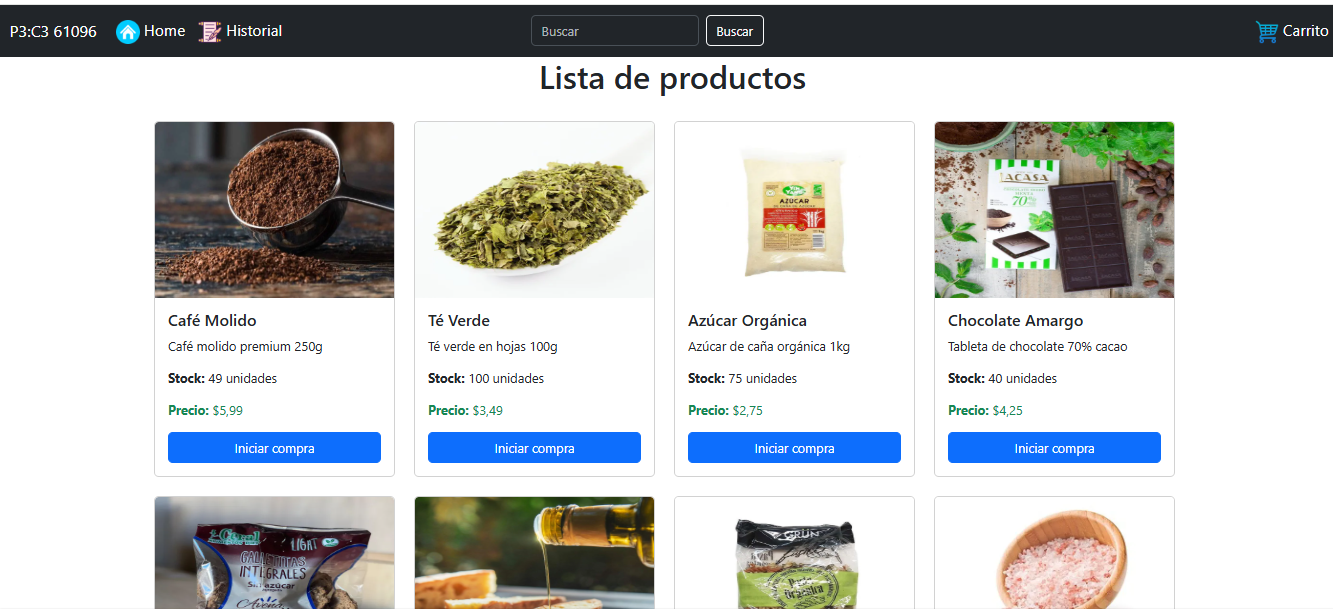 P3:C3 61096 Home Historial Buscar Buscar Carrito
Lista de productos
AZUCAR
LACASA
70%
Café Molido
Café molido premium 250g
Stock: 49 unidades
Precio: $5,99
Iniciar compra
Té Verde
Té verde en hojas 100g
Stock: 100 unidades
Precio: $3,49
Iniciar compra
Azúcar Orgánica
Azúcar de caña orgánica 1kg
Stock: 75 unidades
Precio: $2,75
Iniciar compra
Chocolate Amargo
Tableta de chocolate 70% cacao
Stock: 40 unidades
Precio: $4,25
Iniciar compra
LIGHT
GALLETITAS
INTEGRALES
Sin azúcar
Avena
GRÜN